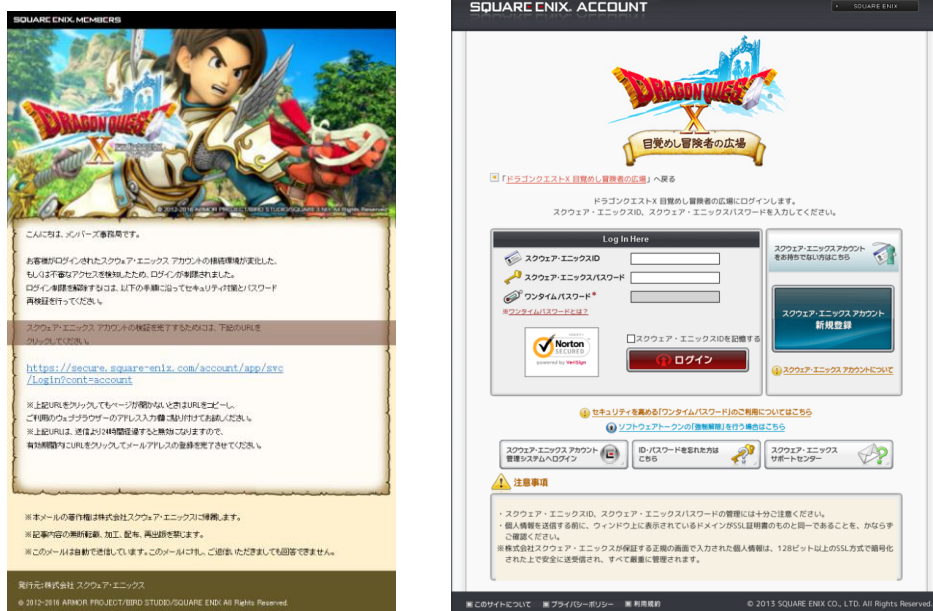 SQUARE ENIX. MEMBERS
DRAGON QUEST
X
© 2012-2016 ARMOR PROJECT/BIRD STUDIO/SQUARE ENIX All Rights Reserved.
こんにちは、メンバーズ事務局です。
お客様がログインされたスクウェア・エニックス アカウントの接続環境が変化した、
もしくは不審なアクセスを検知したため、ログインが制限されました。
ログイン制限を解除するには、以下の手順に沿ってセキュリティ対策とパスワード
再検証を行ってください。
スクウェア・エニックス アカウントの検証を完了するためには、下記のURLを
クリックしてください。
https://secure.square-enix.com/account/app/svc
/Login?cont=account
※上記URLをクリックしてもページが開かないときはURLをコピーし、
ご利用のウェブブラウザーのアドレス入力欄に貼り付けてお試しください。
※上記URLは、送信より24時間経過すると無効になりますので、
有効期間内にURLをクリックしてメールアドレスの登録を完了させてください。
※本メールの著作権は株式会社スクウェア・エニックスに帰属します。
※記事内容の無断転載、加工、配布、再出版を禁じます。
※このメールは自動で送信しています。このメールに対し、ご返信いただきましても回答できません。
発行元:株式会社 スクウェア・エニックス
© 2012-2016 ARMOR PROJECT/BIRD STUDIO/SQUARE ENIX All Rights Reserved.
SQUARE ENIX. ACCOUNT
SQUARE ENIX
DRAGON QUEST
X
目覚めし冒険者の広場
「ドラゴンクエストX 目覚めし冒険者の広場」へ戻る
ドラゴンクエストX 目覚めし冒険者の広場にログインします。
スクウェア・エニックスID、スクウェア・エニックスパスワードを入力してください。
Log In Here
スクウェア・エニックスID
スクウェア・エニックスパスワード
ワンタイムパスワード*
※ワンタイムパスワードとは?
Norton
SECURED
powered by VeriSign
スクウェア・エニックスIDを記憶する
ログイン
スクウェア・エニックスアカウント
をお持ちでない方はこちら
スクウェア・エニックス アカウント
新規登録
スクウェア・エニックス アカウントについて
セキュリティを高める「ワンタイムパスワード」のご利用についてはこちら
ソフトウェアトークンの「強制解除」を行う場合はこちら
スクウェア・エニックス アカウント
管理システムへログイン
ID・パスワードを忘れた方は
こちら
スクウェア・エニックス
サポートセンター
注意事項
・スクウェア・エニックスID、スクウェア・エニックスパスワードの管理には十分ご注意ください。
・個人情報を送信する前に、ウィンドウ上に表示されているドメインがSSL証明書のものと同一であることを、かならず
ご確認ください。
※株式会社スクウェア・エニックスが保証する正規の画面で入力された個人情報は、128ビット以上のSSL方式で暗号化
された上で安全に送受信され、すべて厳重に管理されます。
このサイトについて
プライバシーポリシー
利用規約
© 2013 SQUARE ENIX CO., LTD. All Rights Reserved.